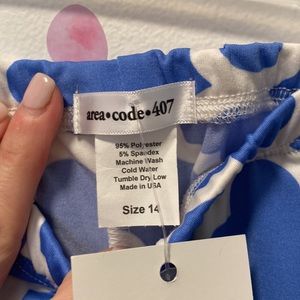 area•code•407
95% Polyester
5% Spandex
Machine Wash
Cold Water
Tumble Dry Low
Made in USA
Size 14